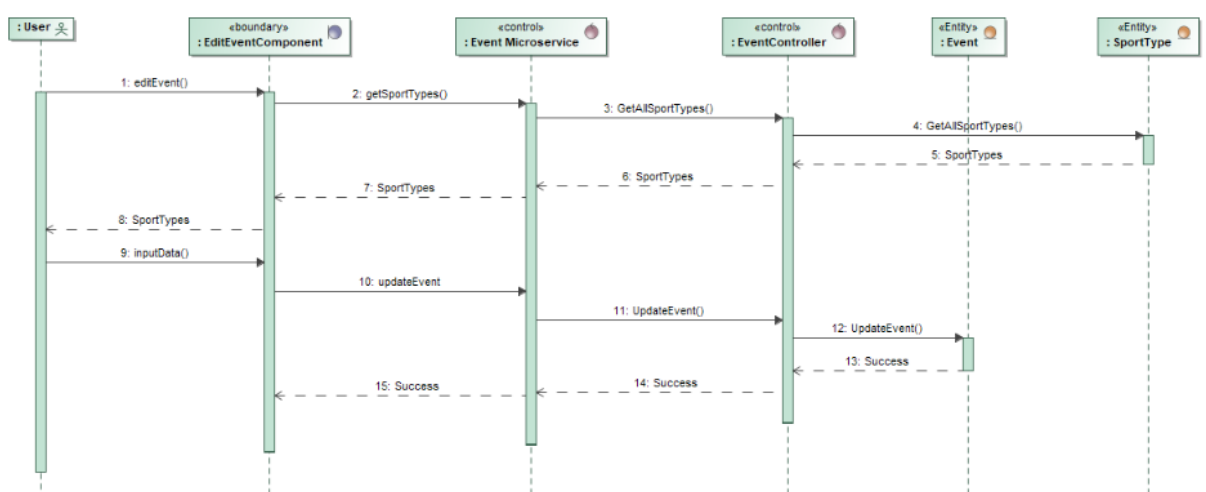 : User
«boundary»
: EditEventComponent
«control»
: Event Microservice
«control»
: EventController
«Entity»
: Event
«Entity»
: SportType
1: editEvent()
2: getSportTypes()
3: GetAllSportTypes()
4: GetAllSportTypes()
5: SportTypes
6: SportTypes
7: SportTypes
8: SportTypes
9: inputData()
10: updateEvent
11: UpdateEvent()
12: UpdateEvent()
13: Success
14: Success
15: Success